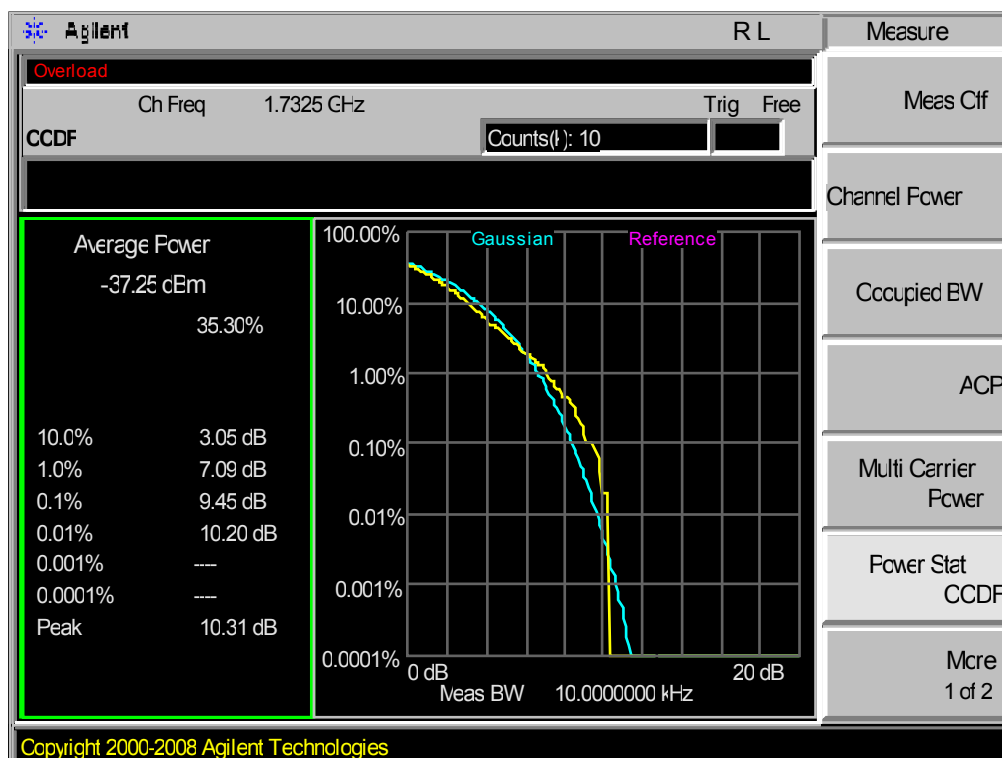 Agilent R L Measure
Overload
Ch Freq 1.7325 GHz Trig Free
CCDF Counts(k): 10
Meas Off
Channel Power
Occupied BW
ACP
Multi Carrier
Power
Power Stat
CCDF
More
1 of 2
Average Power
-37.25 dBm
35.30%
10.0% 3.05 dB
1.0% 7.09 dB
0.1% 9.45 dB
0.01% 10.20 dB
0.001% ----
0.0001% ----
Peak 10.31 dB
Gaussian Reference
100.00%
10.00%
1.00%
0.10%
0.01%
0.001%
0.0001%
0 dB 20 dB
Meas BW 10.0000000 kHz
Copyright 2000-2008 Agilent Technologies